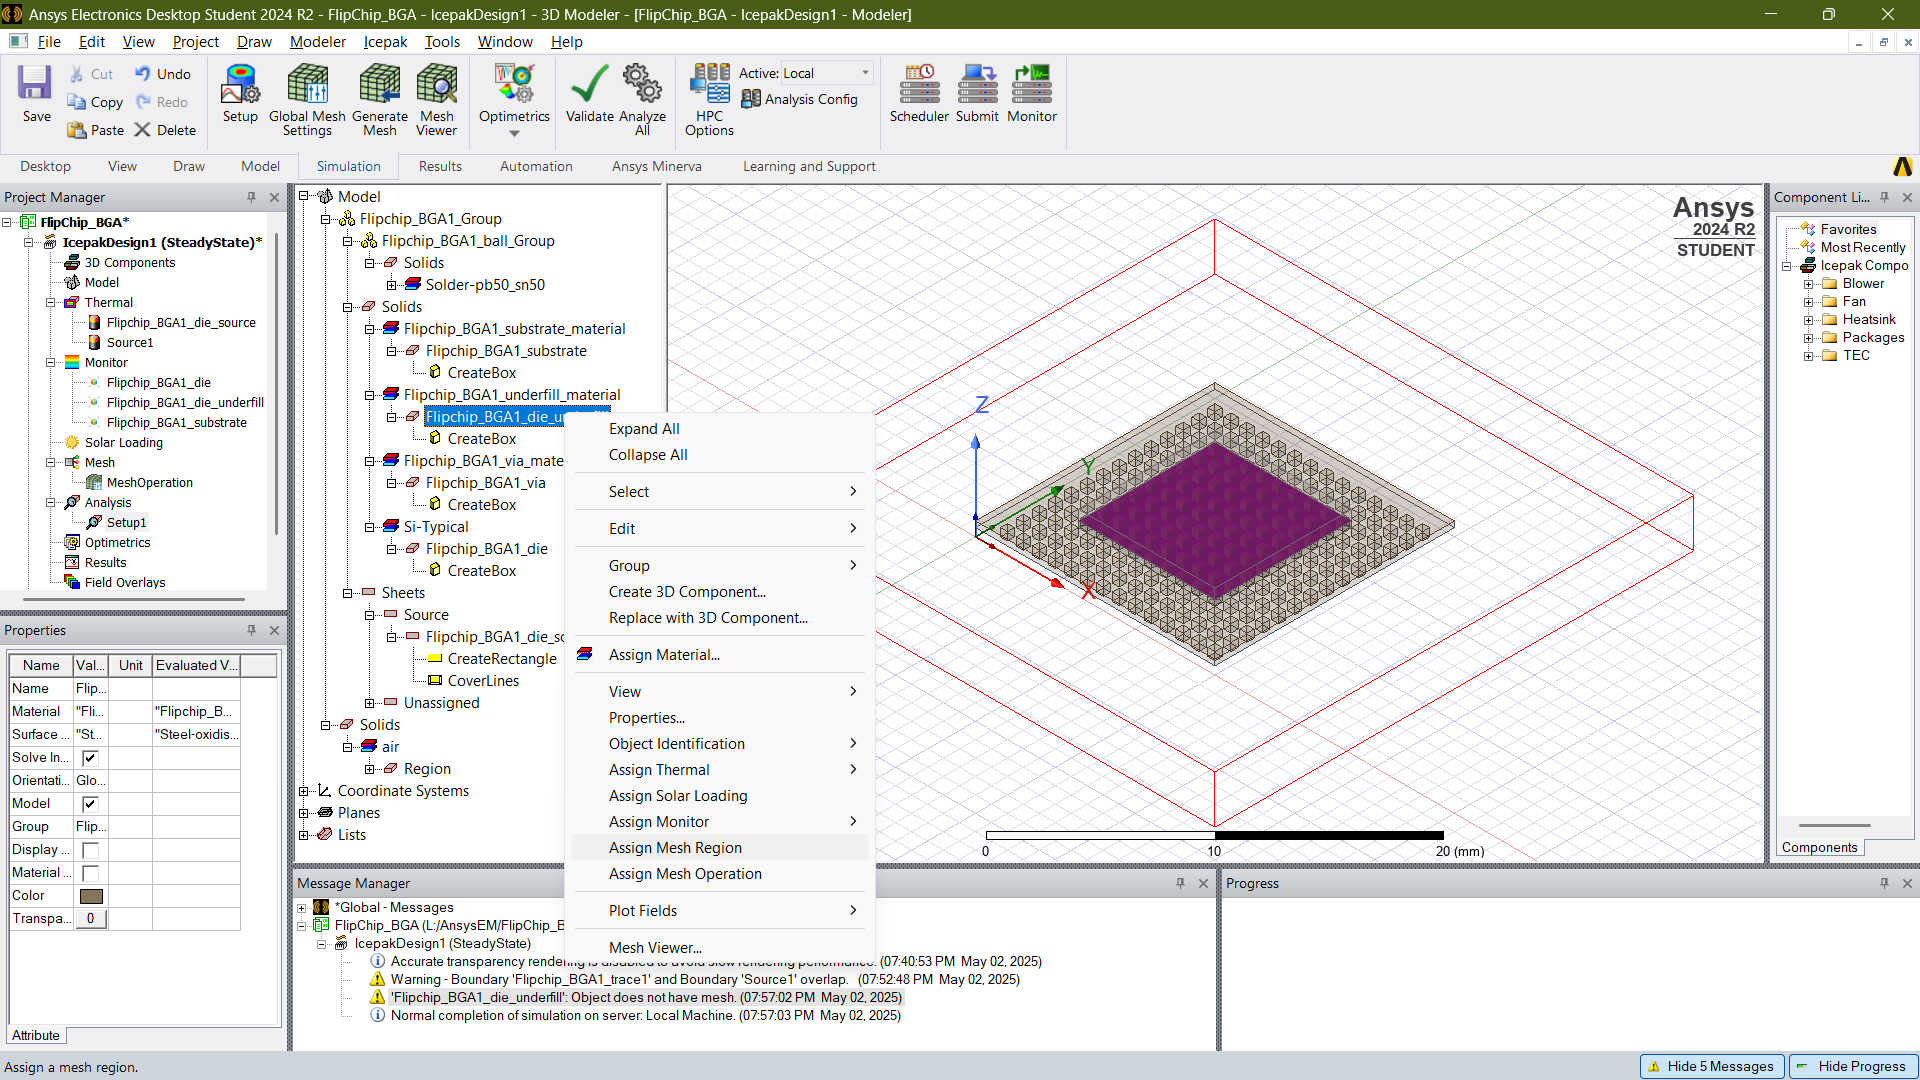 Ansys Electronics Desktop Student 2024 R2 - FlipChip_BGA - IcepakDesign1 - 3D Modeler - [FlipChip_BGA - IcepakDesign1 - Modeler]
File Edit View Project Draw Modeler Icepak Tools Window Help
Save
Cut
Copy
Paste
Undo
Redo
Delete
Setup
Global Mesh Settings
Generate Mesh
Mesh Viewer
Optimetrics
Validate
Analyze All
HPC Options
Active: Local
Analysis Config
Scheduler
Submit
Monitor
Desktop View Draw Model Simulation Results Automation Ansys Minerva Learning and Support
Project Manager
FlipChip_BGA*
IcepakDesign1 (SteadyState)*
3D Components
Model
Thermal
Flipchip_BGA1_die_source
Source1
Monitor
Flipchip_BGA1_die
Flipchip_BGA1_die_underfill
Flipchip_BGA1_substrate
Solar Loading
Mesh
MeshOperation
Analysis
Setup1
Optimetrics
Results
Field Overlays
Properties
Name Val... Unit Evaluated V...
Name Flip...
Material "Fli... "Flipchip_B...
Surface ... "St... "Steel-oxidis...
Solve In...
Orientati... Glo...
Model
Group Flip...
Display ...
Material ...
Color
Transpa... 0
Attribute
Model
Flipchip_BGA1_Group
Flipchip_BGA1_ball_Group
Solids
Solder-pb50_sn50
Solids
Flipchip_BGA1_substrate_material
Flipchip_BGA1_substrate
CreateBox
Flipchip_BGA1_underfill_material
Flipchip_BGA1_die_u
CreateBox
Flipchip_BGA1_via_mate
Flipchip_BGA1_via
CreateBox
Si-Typical
Flipchip_BGA1_die
CreateBox
Sheets
Source
Flipchip_BGA1_die_sc
CreateRectangle
CoverLines
Unassigned
Solids
air
Region
Coordinate Systems
Planes
Lists
Expand All
Collapse All
Select
Edit
Group
Create 3D Component...
Replace with 3D Component...
Assign Material...
View
Properties...
Object Identification
Assign Thermal
Assign Solar Loading
Assign Monitor
Assign Mesh Region
Assign Mesh Operation
Plot Fields
Mesh Viewer...
Ansys
2024 R2
STUDENT
Z
Y
X
0 10 20 (mm)
Component Li...
Favorites
Most Recently
Icepak Compo
Blower
Fan
Heatsink
Packages
TEC
Components
Message Manager
*Global - Messages
FlipChip_BGA (L:/AnsysEM/FlipChip_B
IcepakDesign1 (SteadyState)
Accurate transparency rendering is disabled to avoid slow rendering performance. (07:40:53 PM May 02, 2025)
Warning - Boundary 'Flipchip_BGA1_trace1' and Boundary 'Source1' overlap. (07:52:48 PM May 02, 2025)
'Flipchip_BGA1_die_underfill': Object does not have mesh. (07:57:02 PM May 02, 2025)
Normal completion of simulation on server: Local Machine. (07:57:03 PM May 02, 2025)
Progress
Assign a mesh region.
Hide 5 Messages
Hide Progress